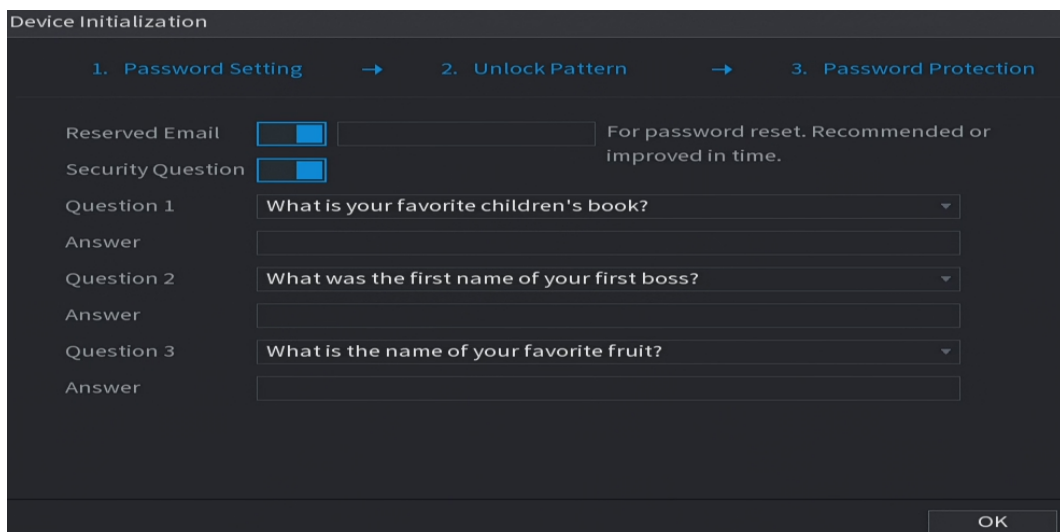 Device Initialization
1. Password Setting → 2. Unlock Pattern → 3. Password Protection
Reserved Email For password reset. Recommended or
improved in time.
Security Question
Question 1 What is your favorite children's book?
Answer
Question 2 What was the first name of your first boss?
Answer
Question 3 What is the name of your favorite fruit?
Answer
OK